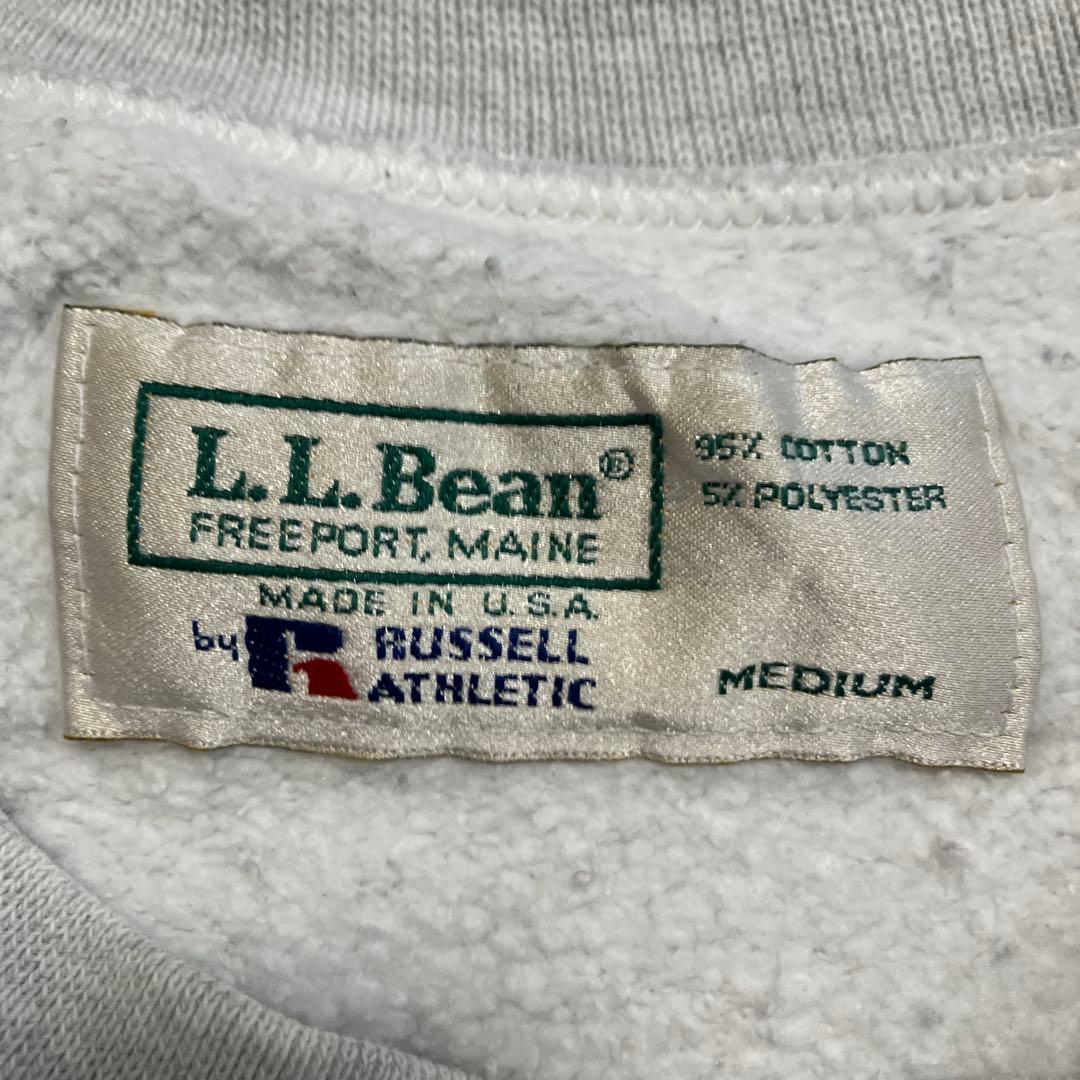 L.L.Bean®
FREEPORT, MAINE
MADE IN U.S.A.
by RUSSELL
ATHLETIC
95% COTTON
5% POLYESTER
MEDIUM